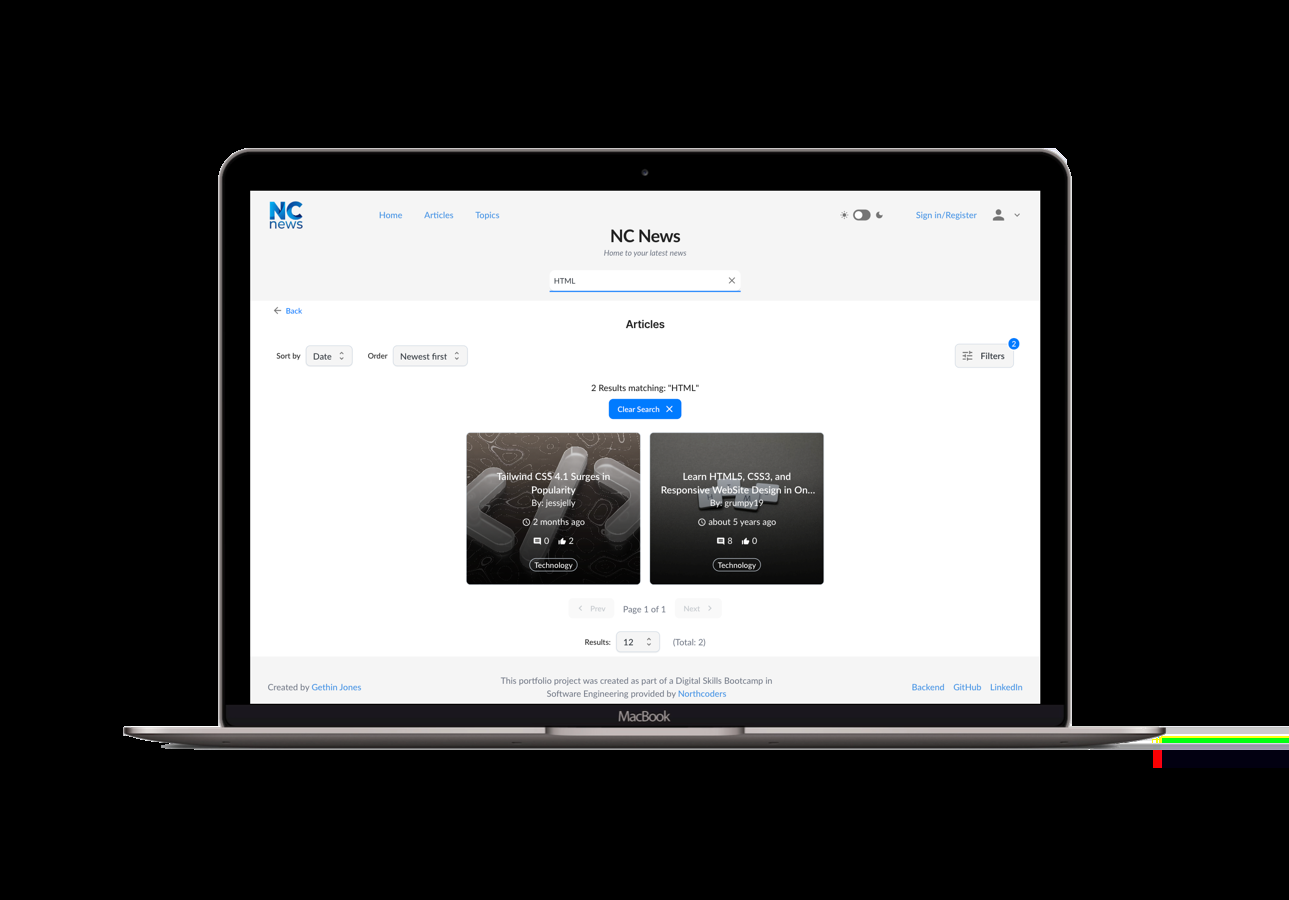 NC
news
Home
Articles
Topics
Sign in/Register
NC News
Home to your latest news
HTML
Back
Articles
Sort by
Date
Order
Newest first
Filters
2
2 Results matching: "HTML"
Clear Search
Tailwind CSS 4.1 Surges in
Popularity
By: jessjelly
2 months ago
0
2
Technology
Learn HTML5, CSS3, and
Responsive WebSite Design in On...
By: grumpy19
about 5 years ago
8
0
Technology
Prev
Page 1 of 1
Next
Results:
12
(Total: 2)
Created by Gethin Jones
This portfolio project was created as part of a Digital Skills Bootcamp in
Software Engineering provided by Northcoders
Backend
GitHub
LinkedIn
MacBook